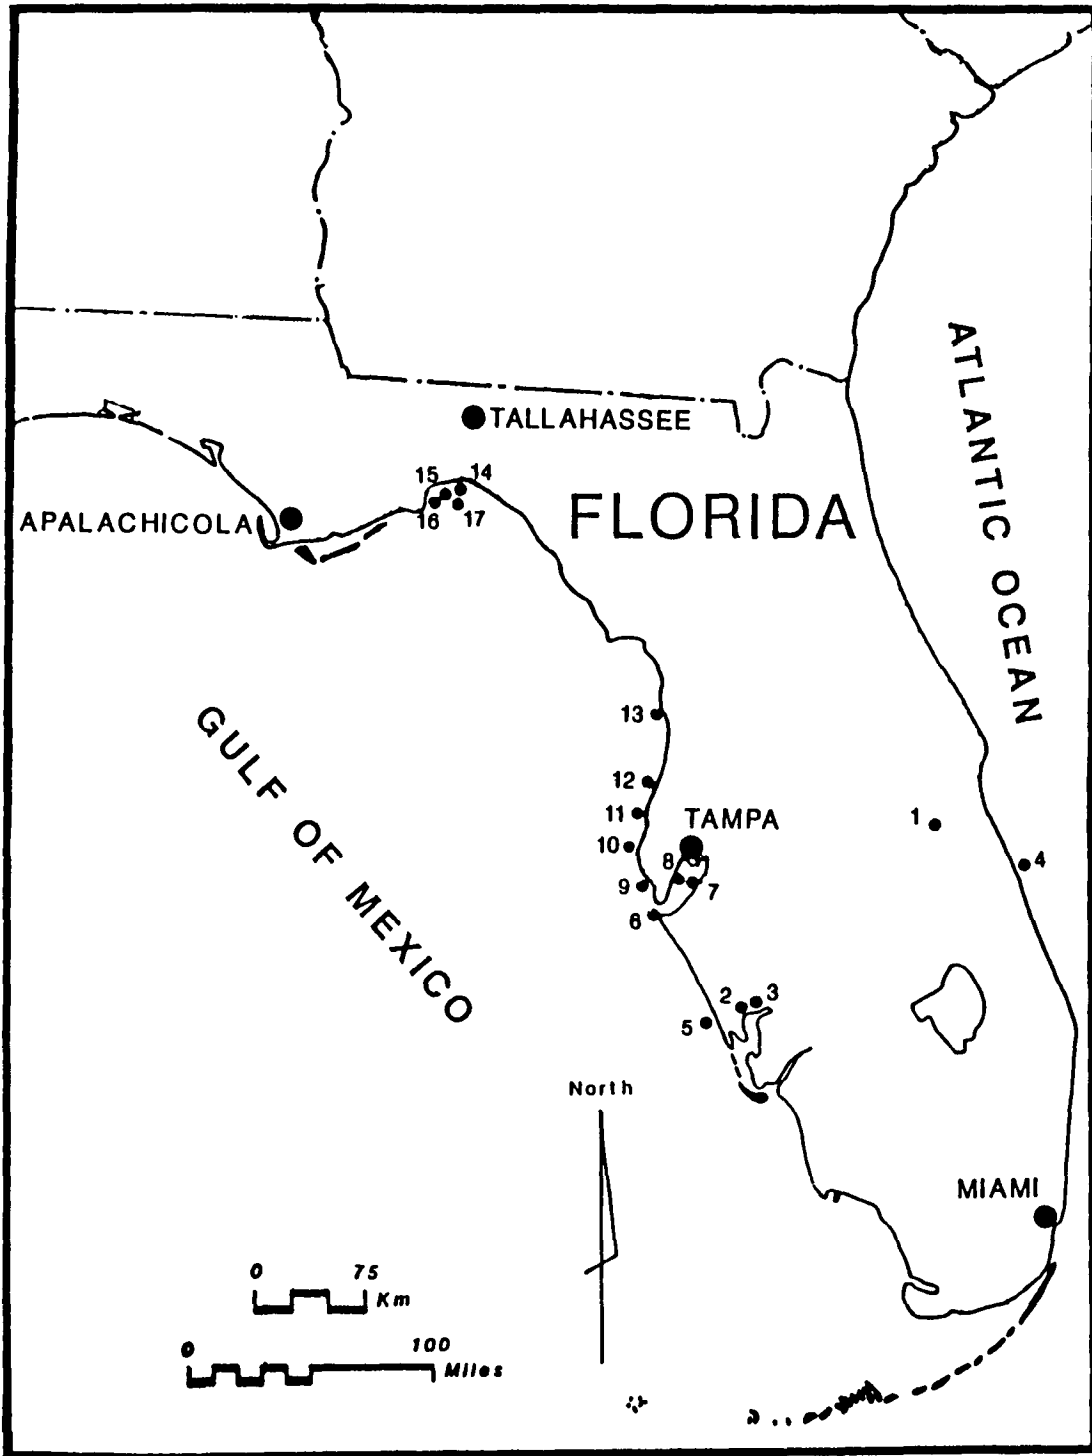 TALLAHASSEE
15 14
16 17
APALACHICOLA
FLORIDA
ATLANTIC OCEAN
GULF OF MEXICO
13
12
11
10
TAMPA
8
9
7
6
1
4
2 3
5
North
MIAMI
0 75
Km
0 100
Miles